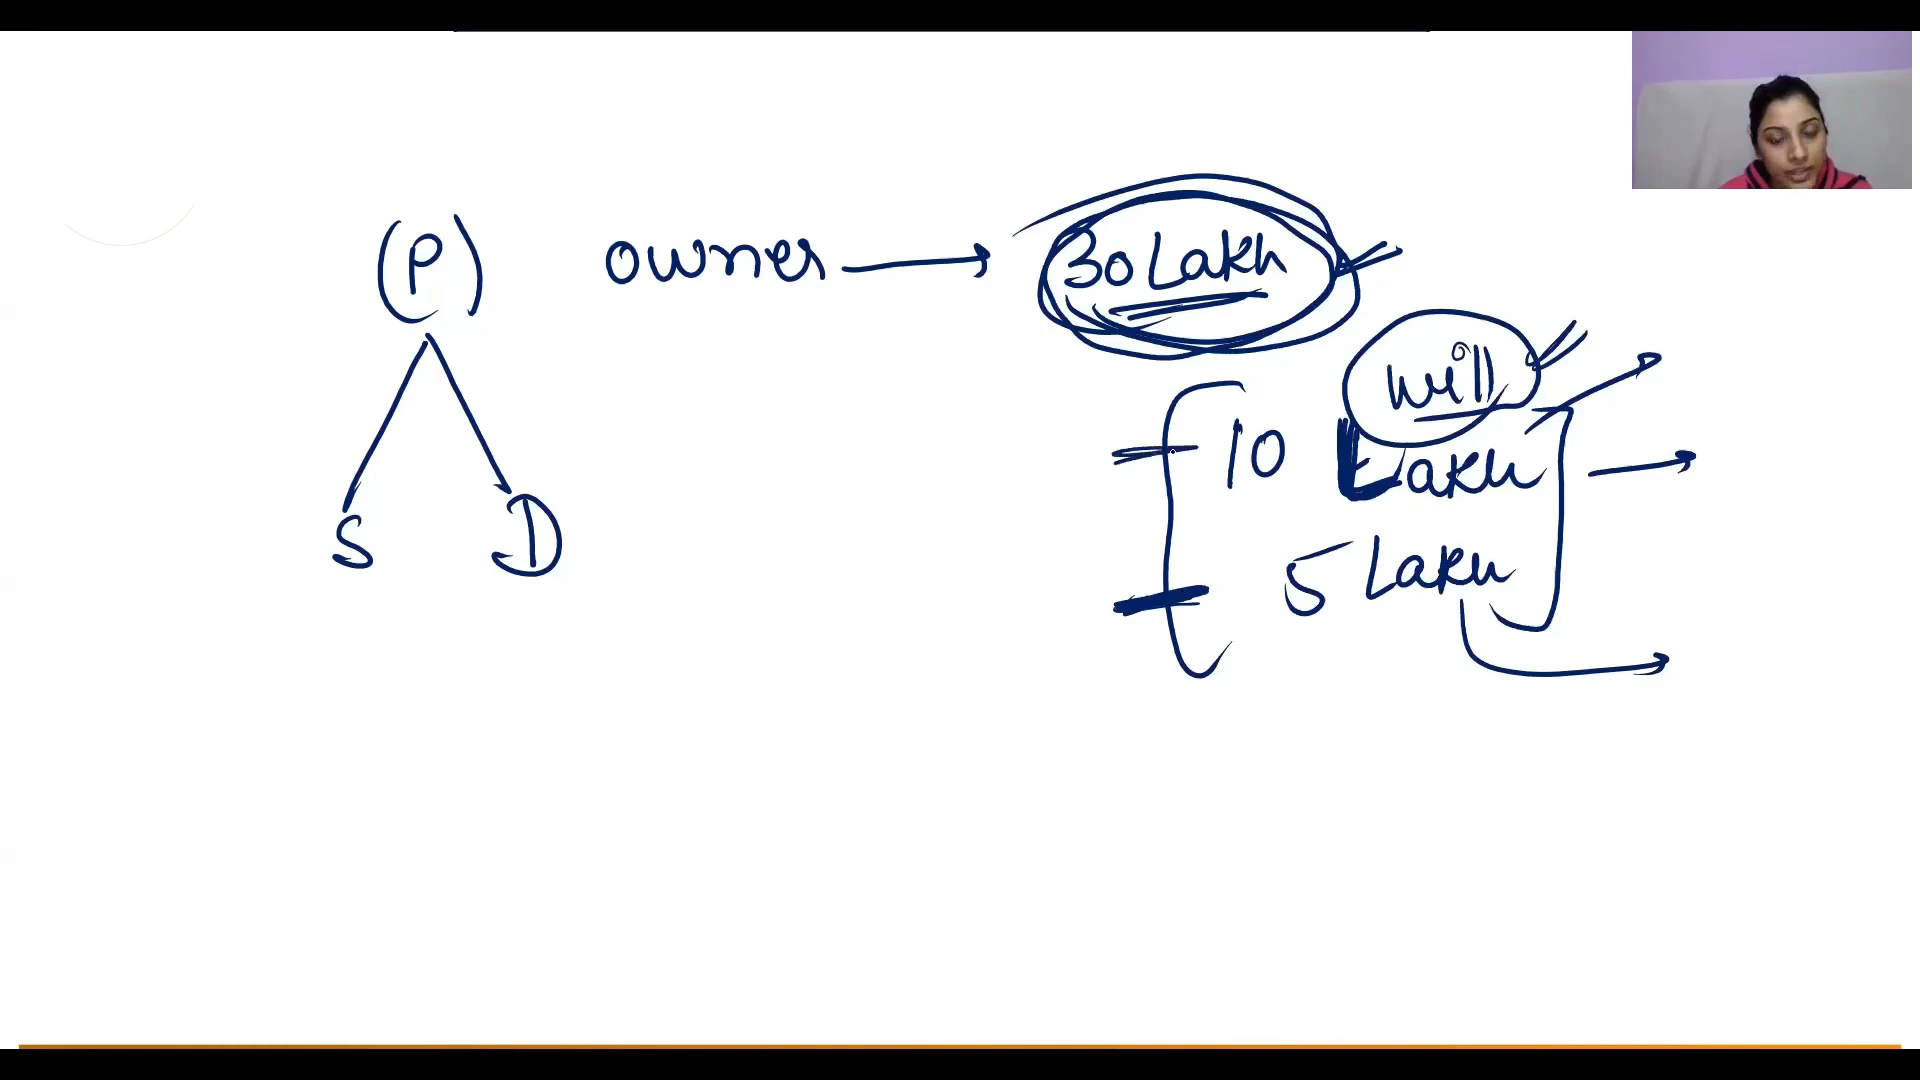 (P) owner → 30 Lakh
will
10 Lakh →
S D
5 Lakh